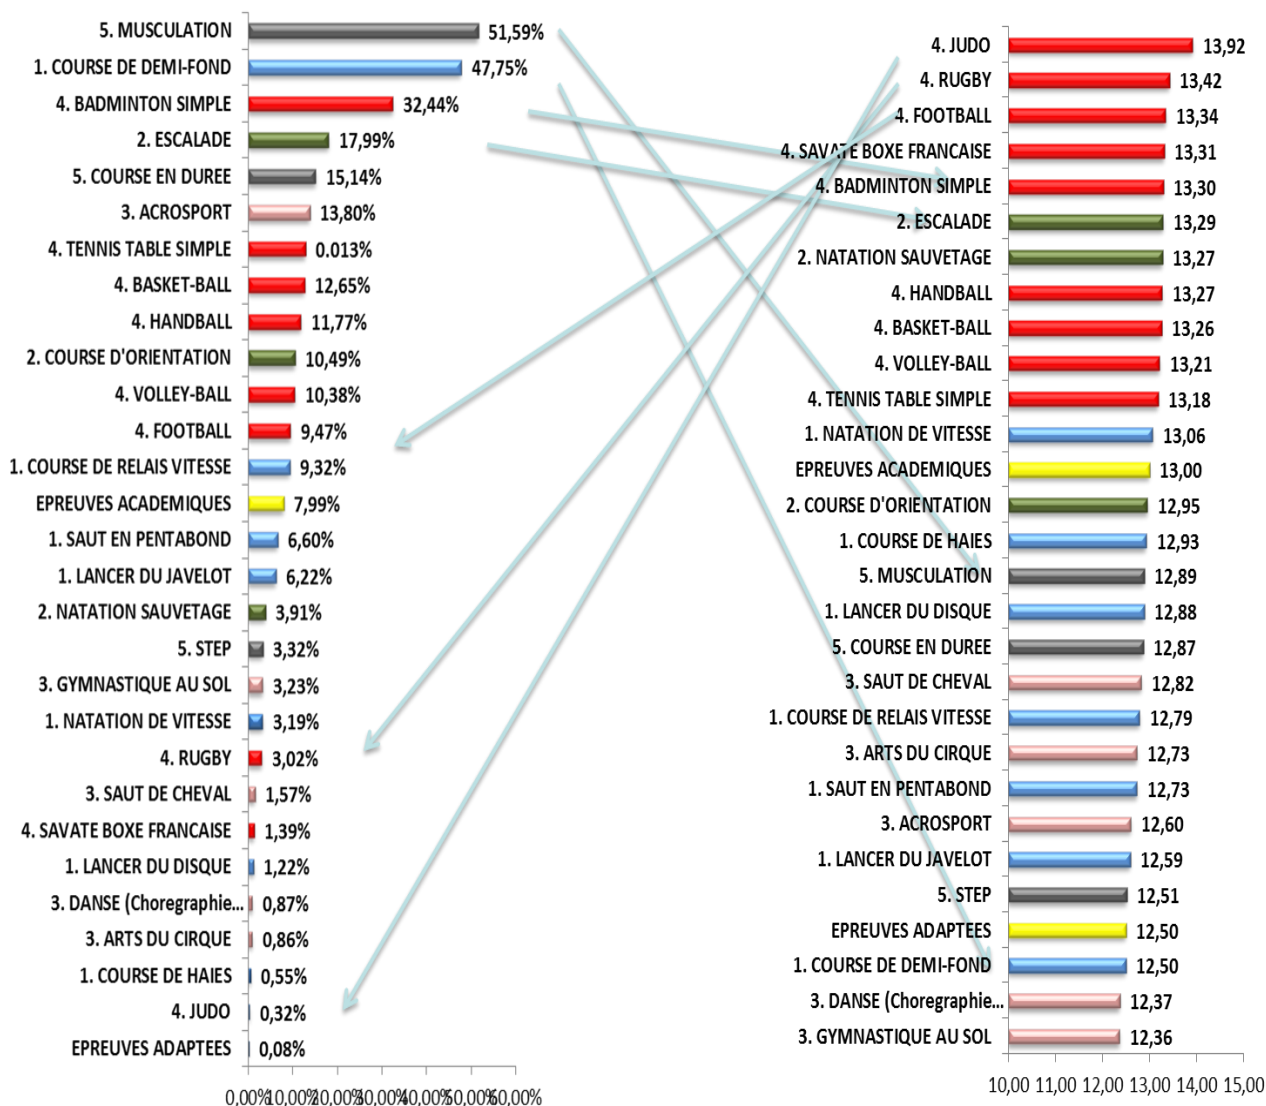 5. MUSCULATION 51,59%
1. COURSE DE DEMI-FOND 47,75%
4. BADMINTON SIMPLE 32,44%
2. ESCALADE 17,99%
5. COURSE EN DUREE 15,14%
3. ACROSPORT 13,80%
4. TENNIS TABLE SIMPLE 0.013%
4. BASKET-BALL 12,65%
4. HANDBALL 11,77%
2. COURSE D'ORIENTATION 10,49%
4. VOLLEY-BALL 10,38%
4. FOOTBALL 9,47%
1. COURSE DE RELAIS VITESSE 9,32%
EPREUVES ACADEMIQUES 7,99%
1. SAUT EN PENTABOND 6,60%
1. LANCER DU JAVELOT 6,22%
2. NATATION SAUVETAGE 3,91%
5. STEP 3,32%
3. GYMNASTIQUE AU SOL 3,23%
1. NATATION DE VITESSE 3,19%
4. RUGBY 3,02%
3. SAUT DE CHEVAL 1,57%
4. SAVATE BOXE FRANCAISE 1,39%
1. LANCER DU DISQUE 1,22%
3. DANSE (Choregraphie... 0,87%
3. ARTS DU CIRQUE 0,86%
1. COURSE DE HAIES 0,55%
4. JUDO 0,32%
EPREUVES ADAPTEES 0,08%
0,00% 10,00% 20,00% 30,00% 40,00% 50,00% 60,00%
4. JUDO 13,92
4. RUGBY 13,42
4. FOOTBALL 13,34
4. SAVATE BOXE FRANCAISE 13,31
4. BADMINTON SIMPLE 13,30
2. ESCALADE 13,29
2. NATATION SAUVETAGE 13,27
4. HANDBALL 13,27
4. BASKET-BALL 13,26
4. VOLLEY-BALL 13,21
4. TENNIS TABLE SIMPLE 13,18
1. NATATION DE VITESSE 13,06
EPREUVES ACADEMIQUES 13,00
2. COURSE D'ORIENTATION 12,95
1. COURSE DE HAIES 12,93
5. MUSCULATION 12,89
1. LANCER DU DISQUE 12,88
5. COURSE EN DUREE 12,87
3. SAUT DE CHEVAL 12,82
1. COURSE DE RELAIS VITESSE 12,79
3. ARTS DU CIRQUE 12,73
1. SAUT EN PENTABOND 12,73
3. ACROSPORT 12,60
1. LANCER DU JAVELOT 12,59
5. STEP 12,51
EPREUVES ADAPTEES 12,50
1. COURSE DE DEMI-FOND 12,50
3. DANSE (Choregraphie... 12,37
3. GYMNASTIQUE AU SOL 12,36
10,00 11,00 12,00 13,00 14,00 15,00